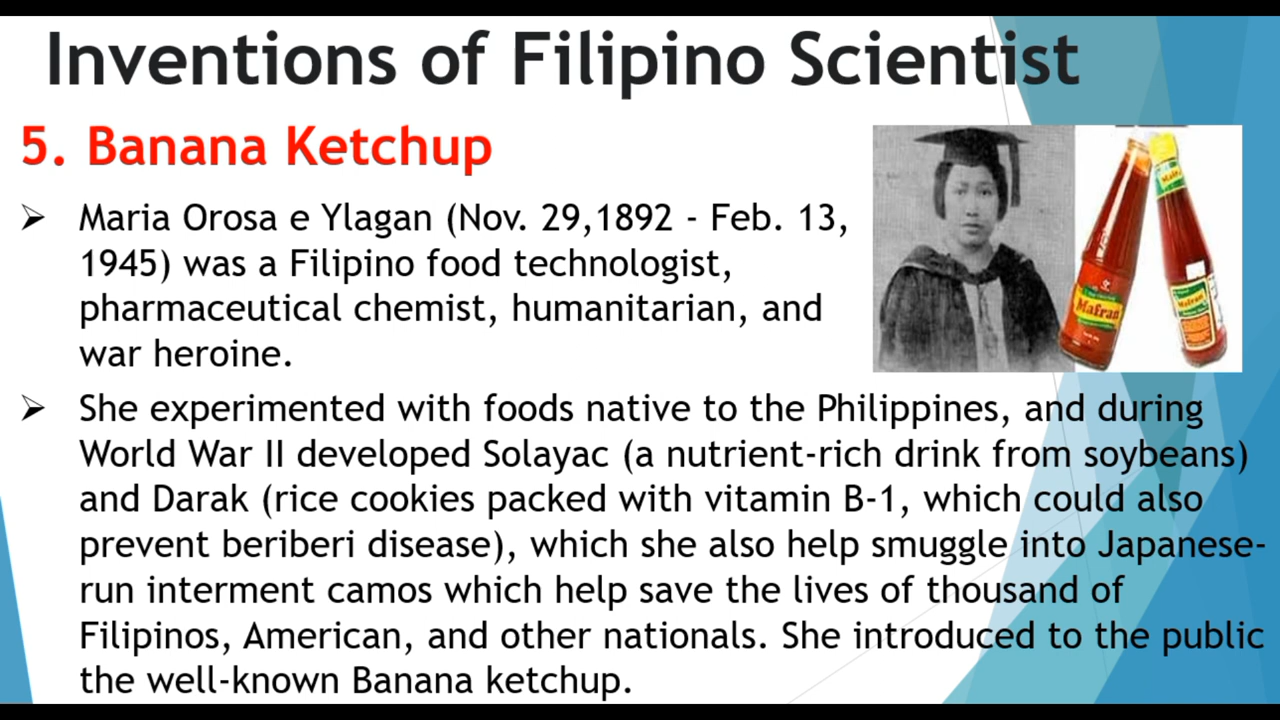 Inventions of Filipino Scientist
5. Banana Ketchup
➢ Maria Orosa e Ylagan (Nov. 29,1892 - Feb. 13,
1945) was a Filipino food technologist,
pharmaceutical chemist, humanitarian, and
war heroine.
Mafran
Mafran
➢ She experimented with foods native to the Philippines, and during
World War II developed Solayac (a nutrient-rich drink from soybeans)
and Darak (rice cookies packed with vitamin B-1, which could also
prevent beriberi disease), which she also help smuggle into Japanese-
run interment camos which help save the lives of thousand of
Filipinos, American, and other nationals. She introduced to the public
the well-known Banana ketchup.